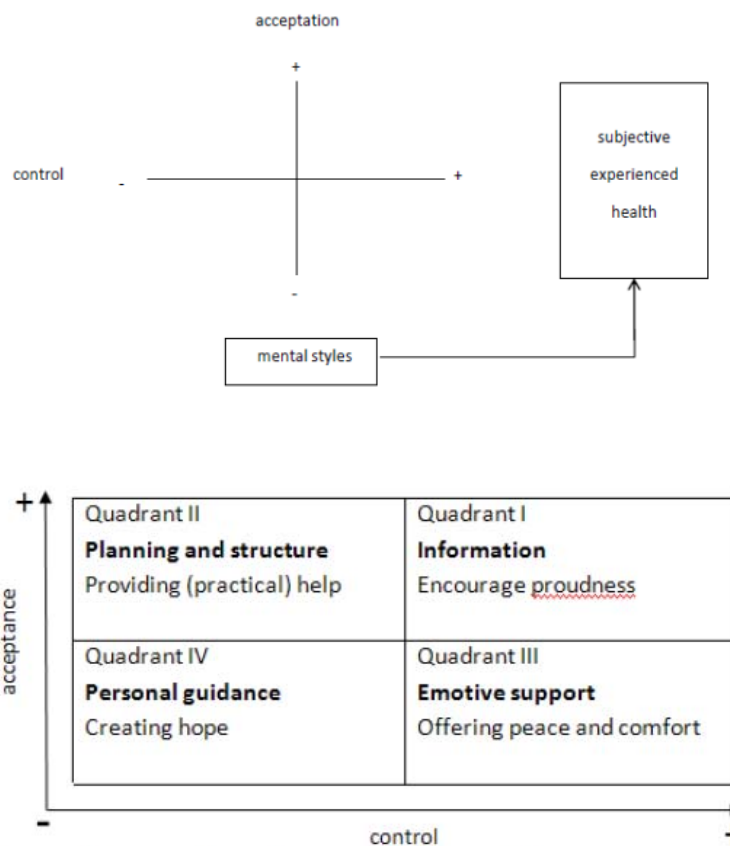 acceptation
+
control
-
+
subjective
experienced
health
-
mental styles
+
Quadrant II
Planning and structure
Providing (practical) help
Quadrant I
Information
Encourage proudness
acceptance
Quadrant IV
Personal guidance
Creating hope
Quadrant III
Emotive support
Offering peace and comfort
-
control